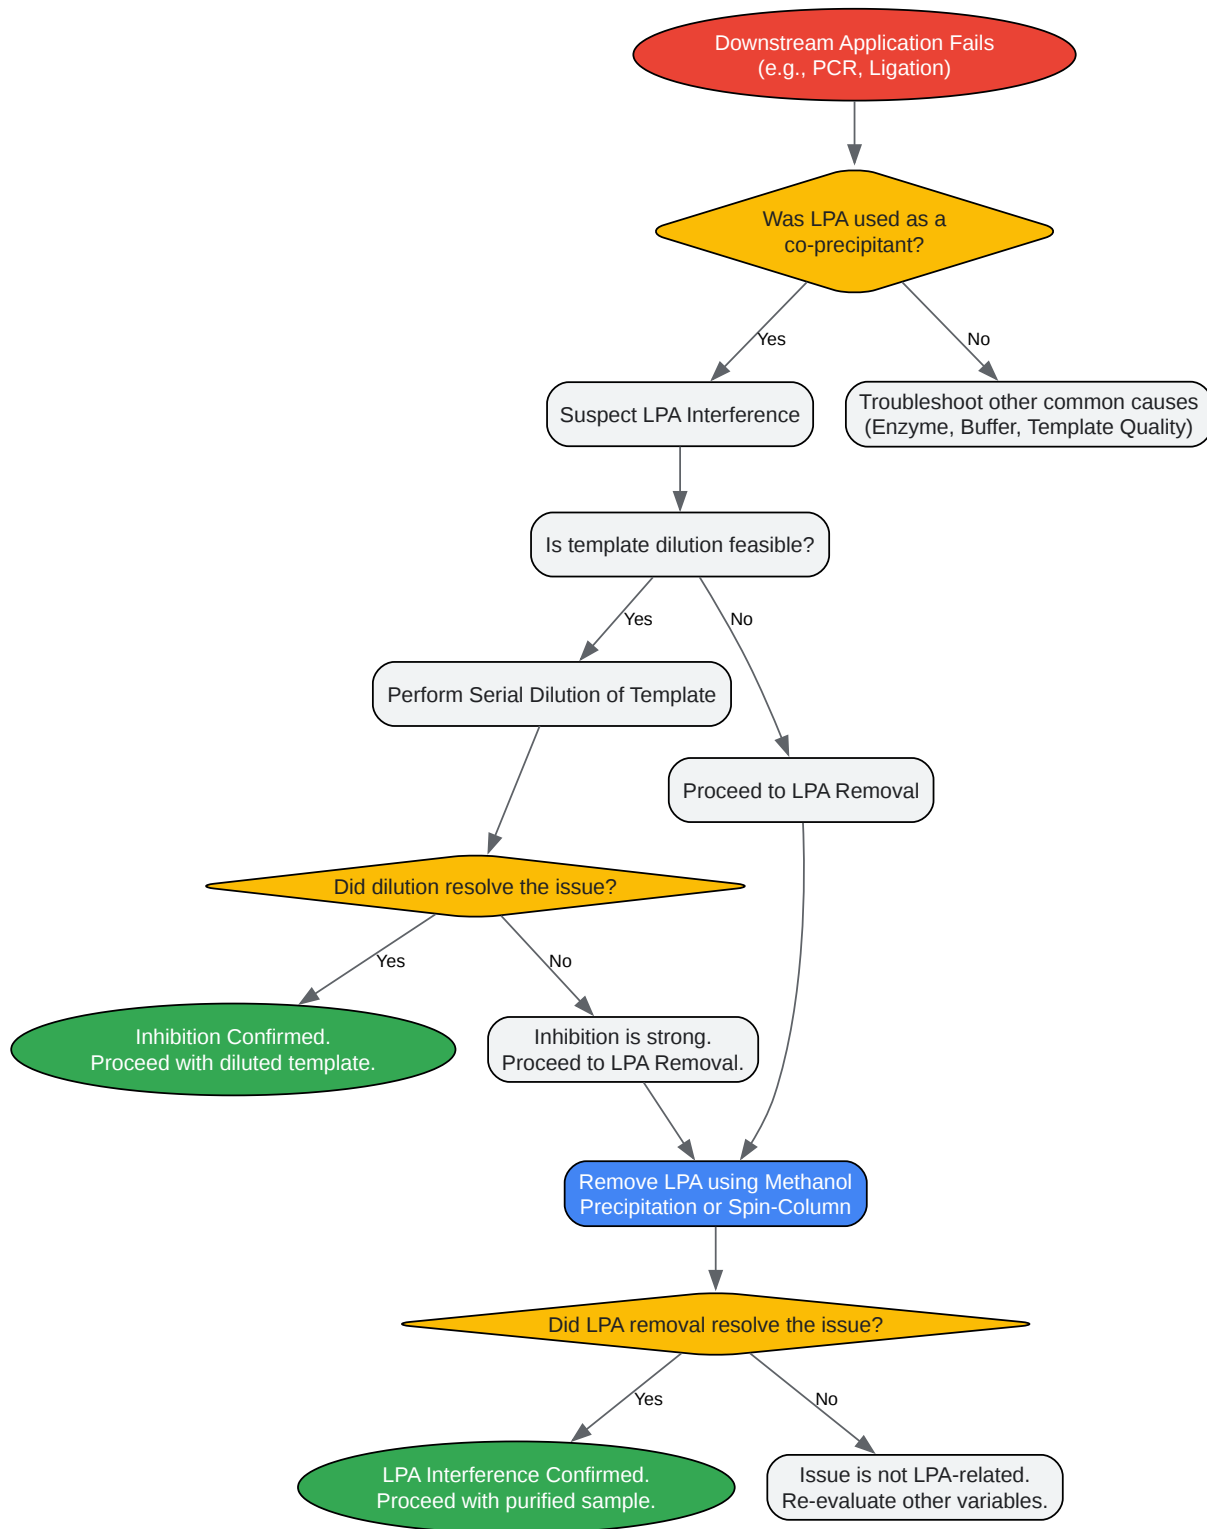 Downstream Application Fails
(e.g., PCR, Ligation)
Was LPA used as a
co-precipitant?
Yes
No
Suspect LPA Interference
Troubleshoot other common causes
(Enzyme, Buffer, Template Quality)
Is template dilution feasible?
Yes
No
Perform Serial Dilution of Template
Proceed to LPA Removal
Did dilution resolve the issue?
Yes
No
Inhibition Confirmed.
Proceed with diluted template.
Inhibition is strong.
Proceed to LPA Removal.
Remove LPA using Methanol
Precipitation or Spin-Column
Did LPA removal resolve the issue?
Yes
No
LPA Interference Confirmed.
Proceed with purified sample.
Issue is not LPA-related.
Re-evaluate other variables.